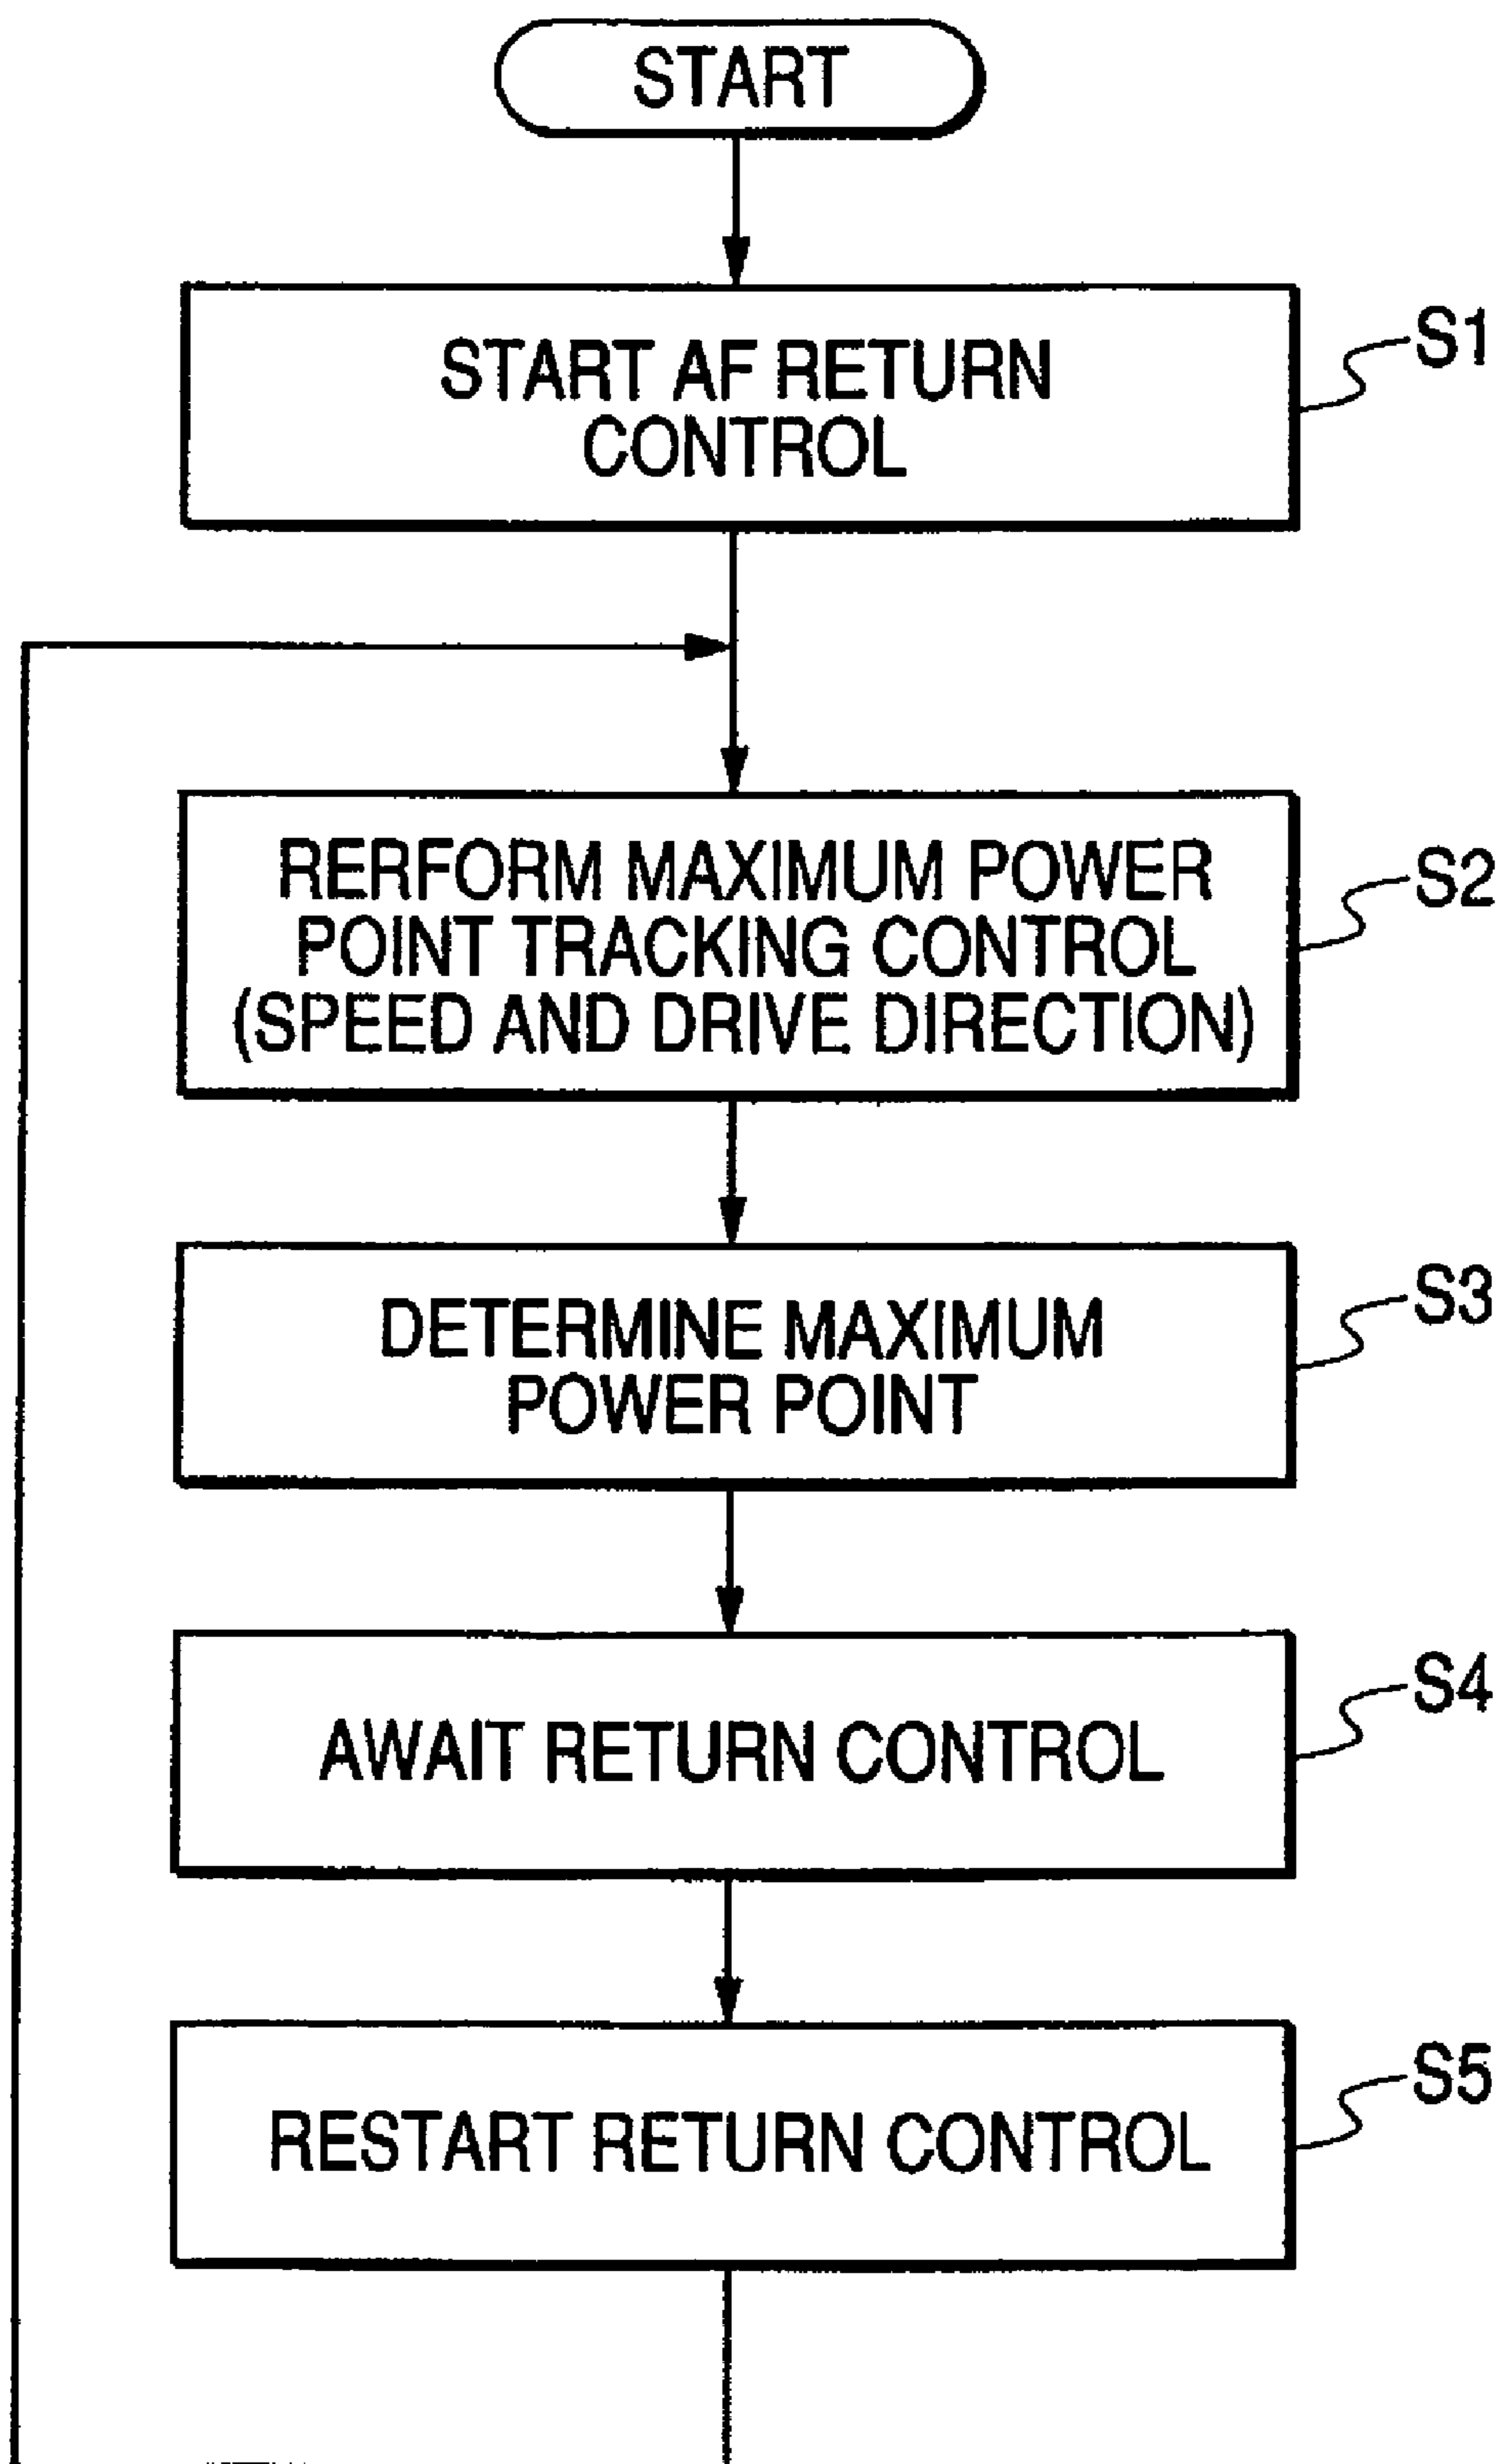 START
START AF RETURN
CONTROL
S1
RERFORM MAXIMUM POWER
POINT TRACKING CONTROL
(SPEED AND DRIVE DIRECTION)
S2
DETERMINE MAXIMUM
POWER POINT
S3
AWAIT RETURN CONTROL
S4
RESTART RETURN CONTROL
S5